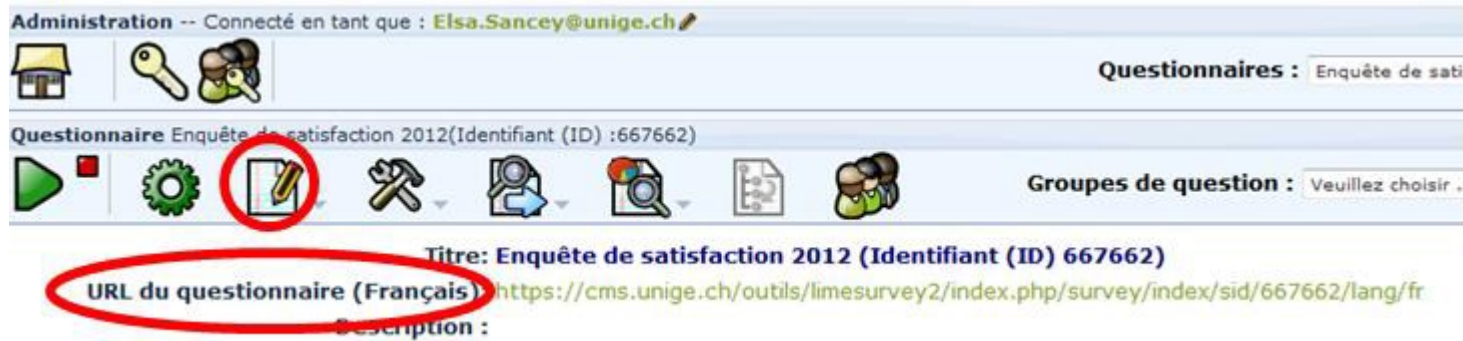 Administration -- Connecté en tant que : Elsa.Sancey@unige.ch
Questionnaires : Enquête de sati
Questionnaire Enquête de satisfaction 2012(Identifiant (ID) :667662)
Groupes de question : Veuillez choisir .
Titre: Enquête de satisfaction 2012 (Identifiant (ID) 667662)
URL du questionnaire (Français) https://cms.unige.ch/outils/limesurvey2/index.php/survey/index/sid/667662/lang/fr
Description :